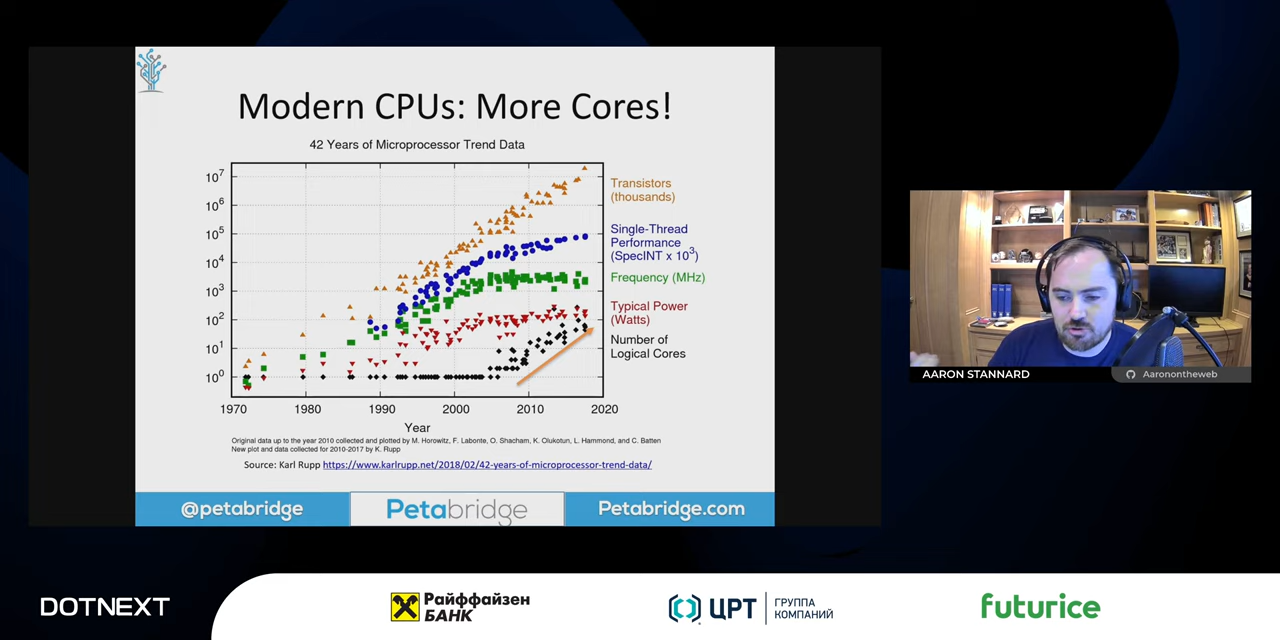 Modern CPUs: More Cores!
42 Years of Microprocessor Trend Data
10^7
10^6
10^5
10^4
10^3
10^2
10^1
10^0
Transistors
(thousands)
Single-Thread
Performance
(SpecINT x 10^3)
Frequency (MHz)
Typical Power
(Watts)
Number of
Logical Cores
1970 1980 1990 2000 2010 2020
Year
Original data up to the year 2010 collected and plotted by M. Horowitz, F. Labonte, O. Shacham, K. Olukotun, L. Hammond, and C. Batten
New plot and data collected for 2010-2017 by K. Rupp
Source: Karl Rupp https://www.karlrupp.net/2018/02/42-years-of-microprocessor-trend-data/
@petabridge Petabridge Petabridge.com
AARON STANNARD Aaronontheweb
DOTNEXT
Райффайзен
БАНК
ЦРТ
ГРУППА
КОМПАНИЙ
futurice